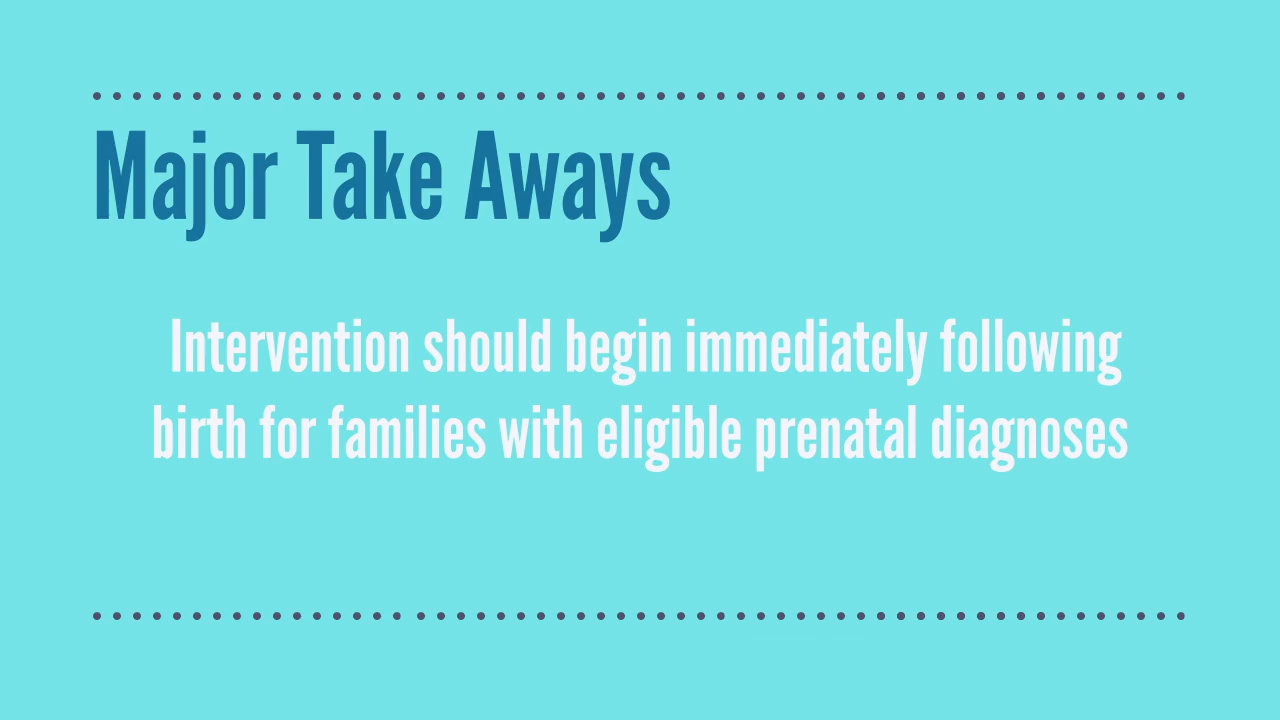 Major Take Aways
Intervention should begin immediately following
birth for families with eligible prenatal diagnoses